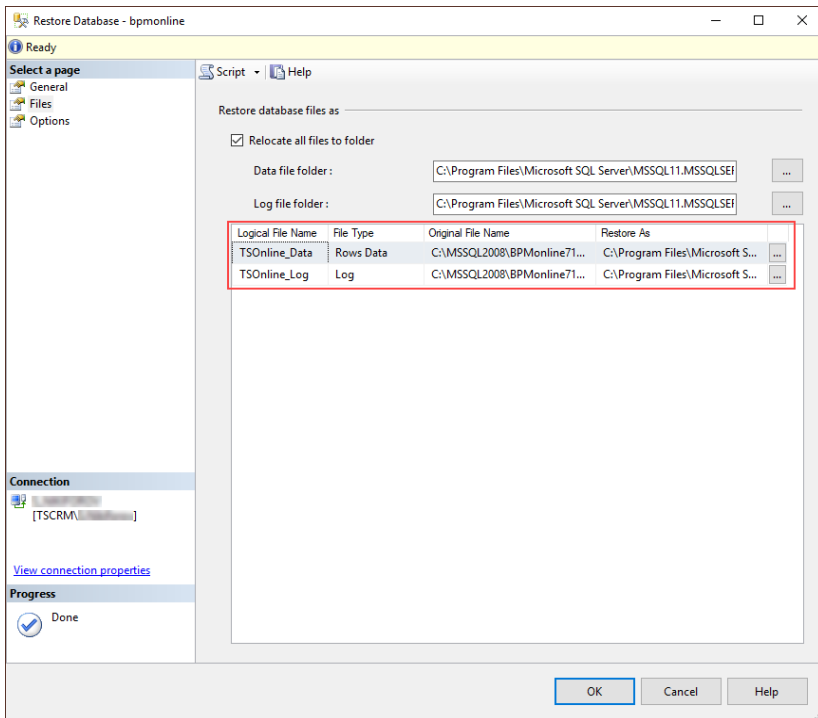 Restore Database - bpmonline
Ready
Select a page
General
Files
Options
Script Help
Restore database files as
Relocate all files to folder
Data file folder : C:\Program Files\Microsoft SQL Server\MSSQL11.MSSQLSEF ...
Log file folder : C:\Program Files\Microsoft SQL Server\MSSQL11.MSSQLSEF ...
Logical File Name File Type Original File Name Restore As
TSOnline_Data Rows Data C:\MSSQL2008\BPMonline71... C:\Program Files\Microsoft S... ...
TSOnline_Log Log C:\MSSQL2008\BPMonline71... C:\Program Files\Microsoft S... ...
Connection
[TSCRM\ ]
View connection properties
Progress
Done
OK Cancel Help